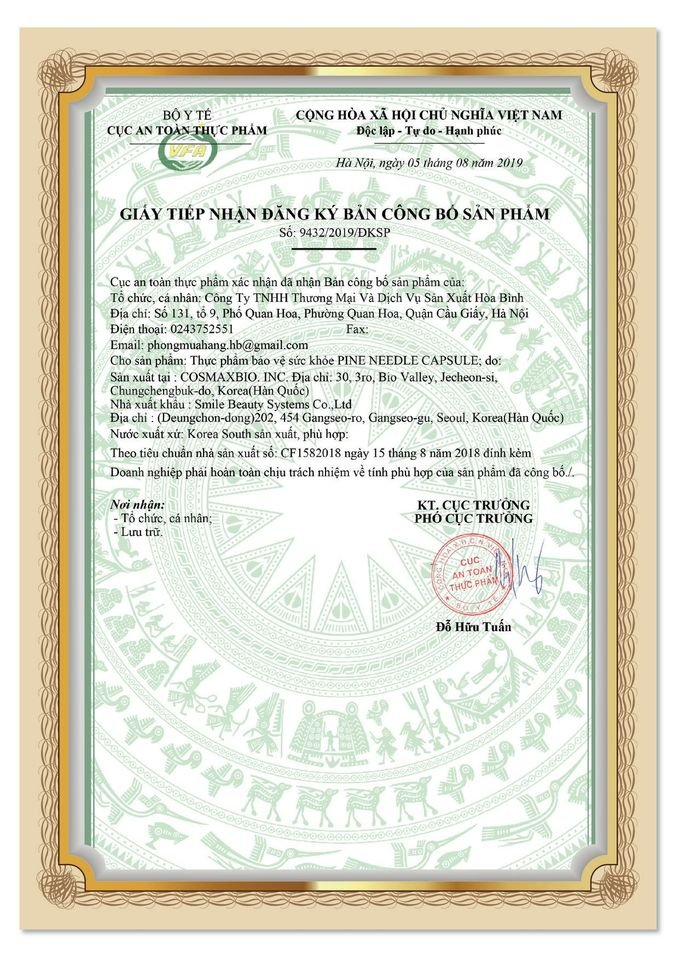 BỘ Y TẾ
CỤC AN TOÀN THỰC PHẨM
VFA
CỘNG HÒA XÃ HỘI CHỦ NGHĨA VIỆT NAM
Độc lập - Tự do - Hạnh phúc
Hà Nội, ngày 05 tháng 08 năm 2019
GIẤY TIẾP NHẬN ĐĂNG KÝ BẢN CÔNG BỐ SẢN PHẨM
Số: 9432/2019/ĐKSP
Cục an toàn thực phẩm xác nhận đã nhận Bản công bố sản phẩm của:
Tổ chức, cá nhân: Công Ty TNHH Thương Mại Và Dịch Vụ Sản Xuất Hòa Bình
Địa chỉ: Số 131, tổ 9, Phố Quan Hoa, Phường Quan Hoa, Quận Cầu Giấy, Hà Nội
Điện thoại: 0243752551 Fax:
Email: phongmuahang.hb@gmail.com
Cho sản phẩm: Thực phẩm bảo vệ sức khỏe PINE NEEDLE CAPSULE; do:
Sản xuất tại : COSMAXBIO. INC. Địa chỉ: 30, 3ro, Bio Valley, Jecheon-si,
Chungchengbuk-do, Korea(Hàn Quốc)
Nhà xuất khẩu : Smile Beauty Systems Co.,Ltd
Địa chỉ : (Deungchon-dong)202, 454 Gangseo-ro, Gangseo-gu, Seoul, Korea(Hàn Quốc)
Nước xuất xứ: Korea South sản xuất, phù hợp:
Theo tiêu chuẩn nhà sản xuất số: CF1582018 ngày 15 tháng 8 năm 2018 đính kèm
Doanh nghiệp phải hoàn toàn chịu trách nhiệm về tính phù hợp của sản phẩm đã công bố./.
Nơi nhận:
- Tổ chức, cá nhân;
- Lưu trữ.
KT. CỤC TRƯỞNG
PHÓ CỤC TRƯỞNG
CỘNG HÒA X.H.C.N VIỆT NAM
CỤC
AN TOÀN
THỰC PHẨM
BỘ Y TẾ
Đỗ Hữu Tuấn